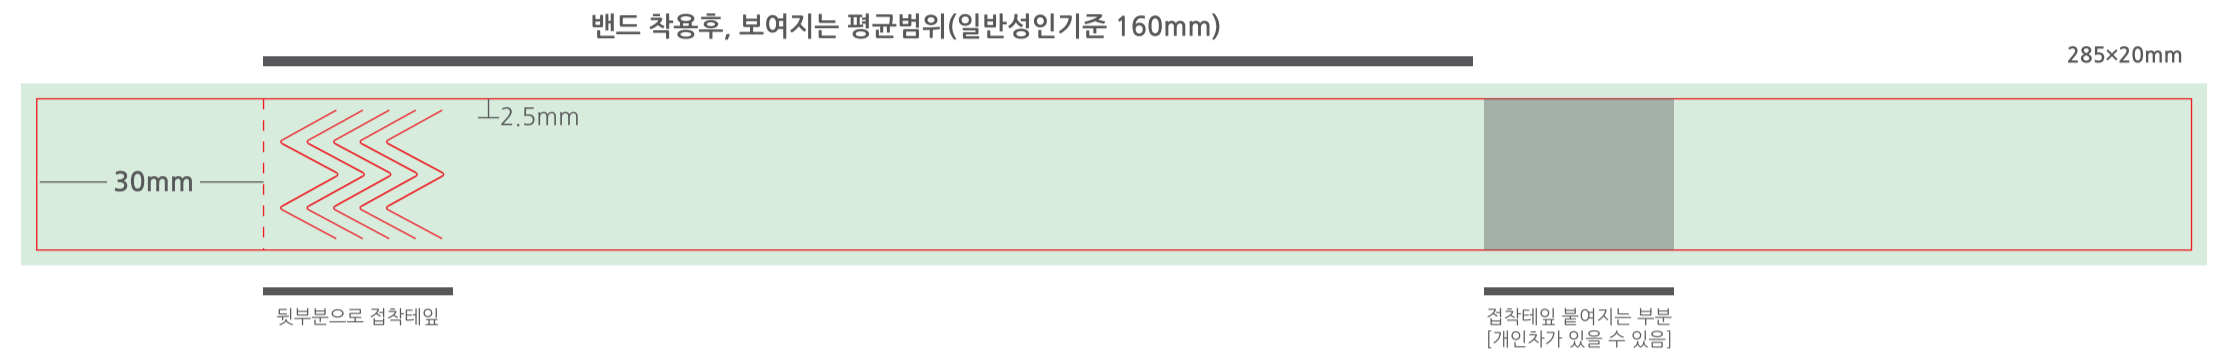 밴드 착용후, 보여지는 평균범위(일반성인기준 160mm)
285×20mm
2.5mm
30mm
뒷부분으로 접착테잎
접착테잎 붙여지는 부분
[개인차가 있을 수 있음]